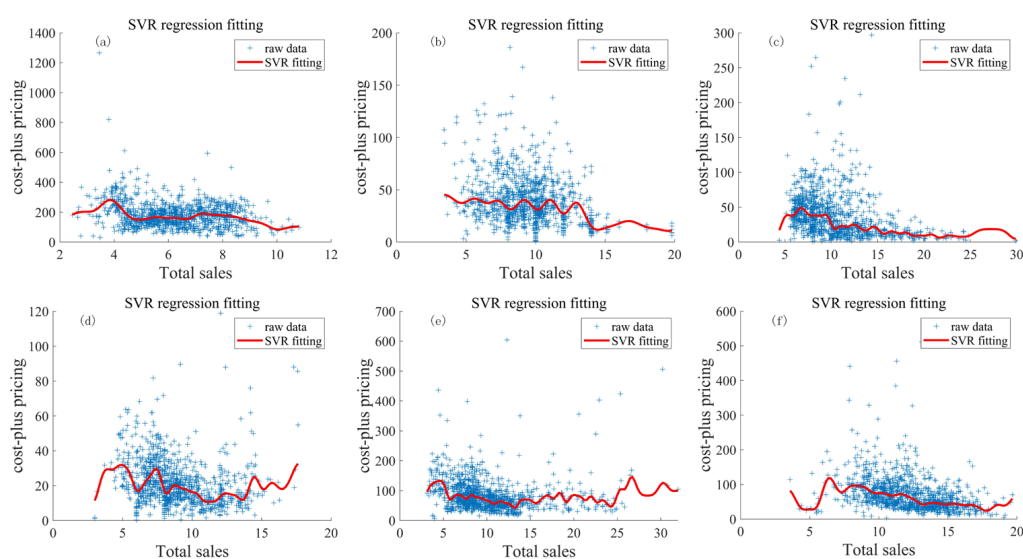 SVR regression fitting
(a)
raw data
SVR fitting
cost-plus pricing
1400
1200
1000
800
600
400
200
0
2 4 6 8 10 12
Total sales
SVR regression fitting
(b)
raw data
SVR fitting
cost-plus pricing
200
150
100
50
0
0 5 10 15 20
Total sales
SVR regression fitting
(c)
raw data
SVR fitting
cost-plus pricing
300
250
200
150
100
50
0
0 5 10 15 20 25 30
Total sales
SVR regression fitting
(d)
raw data
SVR fitting
cost-plus pricing
120
100
80
60
40
20
0
0 5 10 15 20
Total sales
SVR regression fitting
(e)
raw data
SVR fitting
cost-plus pricing
700
600
500
400
300
200
100
0
0 5 10 15 20 25 30
Total sales
SVR regression fitting
(f)
raw data
SVR fitting
cost-plus pricing
600
500
400
300
200
100
0
0 5 10 15 20
Total sales